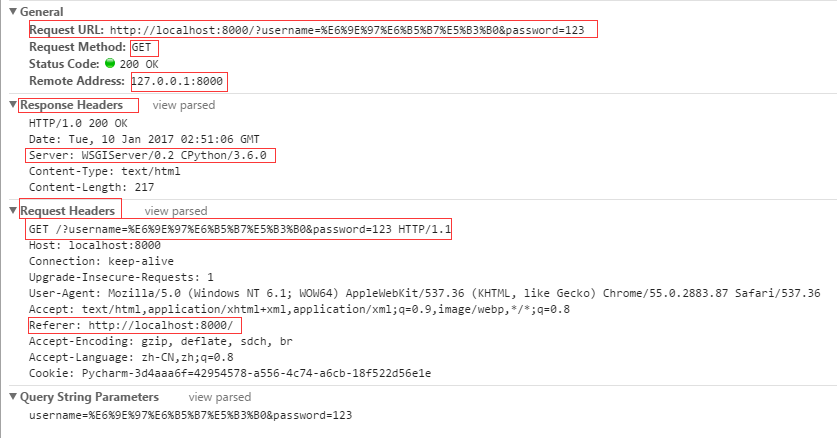 General
Request URL: http://localhost:8000/?username=%E6%9E%97%E6%B5%B7%E5%B3%B0&password=123
Request Method: GET
Status Code: 200 OK
Remote Address: 127.0.0.1:8000
Response Headers view parsed
HTTP/1.0 200 OK
Date: Tue, 10 Jan 2017 02:51:06 GMT
Server: WSGIServer/0.2 CPython/3.6.0
Content-Type: text/html
Content-Length: 217
Request Headers view parsed
GET /?username=%E6%9E%97%E6%B5%B7%E5%B3%B0&password=123 HTTP/1.1
Host: localhost:8000
Connection: keep-alive
Upgrade-Insecure-Requests: 1
User-Agent: Mozilla/5.0 (Windows NT 6.1; WOW64) AppleWebKit/537.36 (KHTML, like Gecko) Chrome/55.0.2883.87 Safari/537.36
Accept: text/html,application/xhtml+xml,application/xml;q=0.9,image/webp,*/*;q=0.8
Referer: http://localhost:8000/
Accept-Encoding: gzip, deflate, sdch, br
Accept-Language: zh-CN,zh;q=0.8
Cookie: Pycharm-3d4aaa6f=42954578-a556-4c74-a6cb-18f522d56e1e
Query String Parameters view parsed
username=%E6%9E%97%E6%B5%B7%E5%B3%B0&password=123